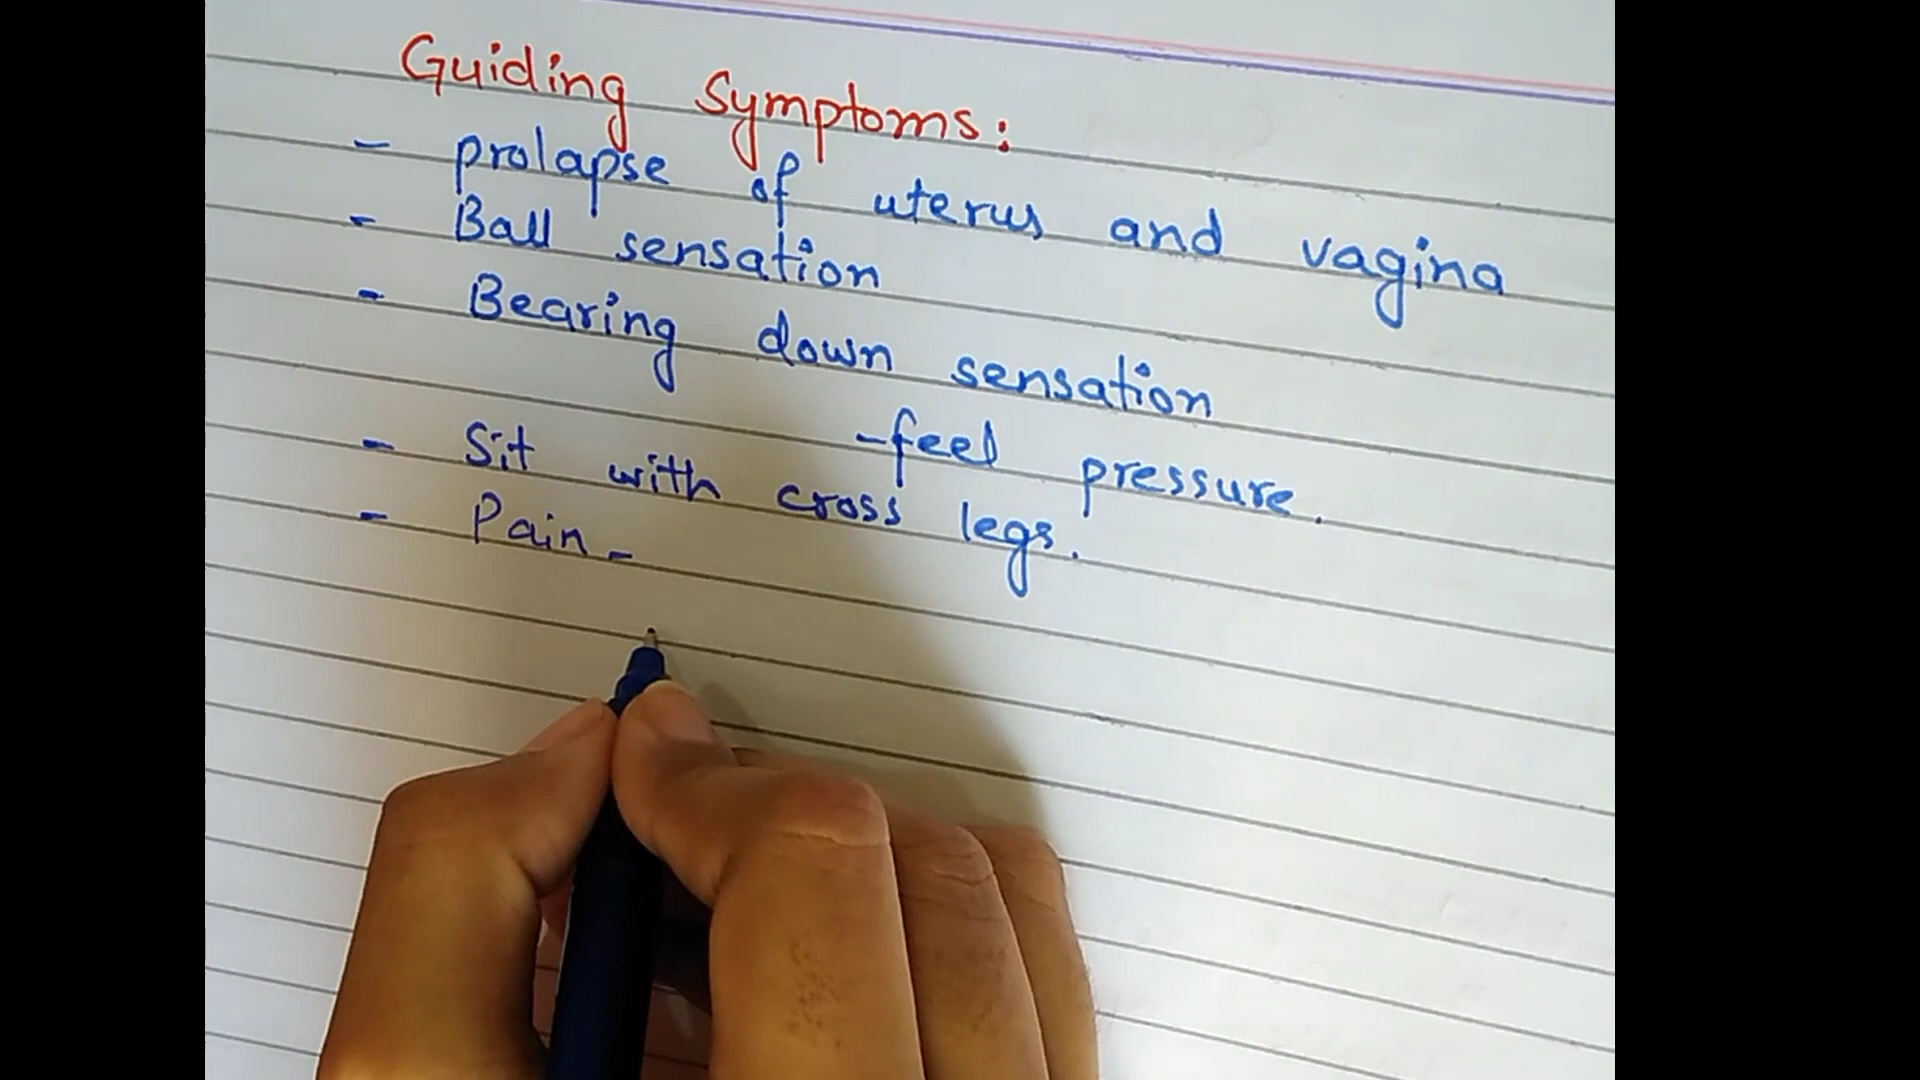 Guiding Symptoms:
- prolapse of uterus and vagina
- Ball sensation
- Bearing down sensation
- feel pressure.
- Sit with cross legs.
- Pain -